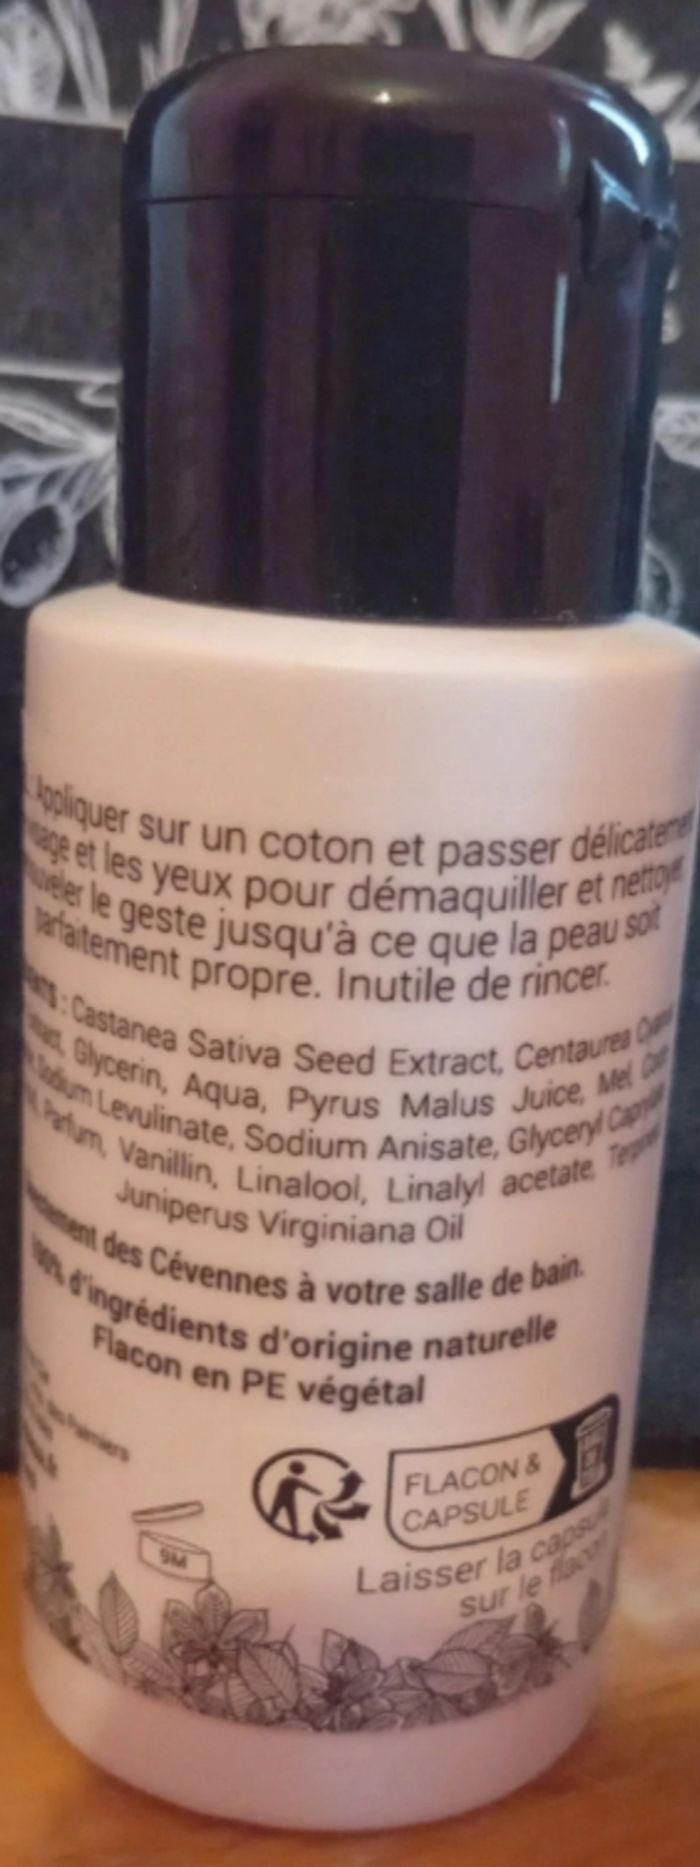 Appliquer sur un coton et passer délicatement
et les yeux pour démaquiller et nettoyer
le geste jusqu'à ce que la peau soit
parfaitement propre. Inutile de rincer.
: Castanea Sativa Seed Extract, Centaurea Cyanus
Glycerin, Aqua, Pyrus Malus Juice, Mel,
Sodium Levulinate, Sodium Anisate, Glyceryl
Parfum, Vanillin, Linalool, Linalyl acetate,
Juniperus Virginiana Oil
des Cévennes à votre salle de bain.
100% d'ingrédients d'origine naturelle
Flacon en PE végétal
des Palmiers
9M
FLACON &
CAPSULE
Laisser la capsule
sur le flacon